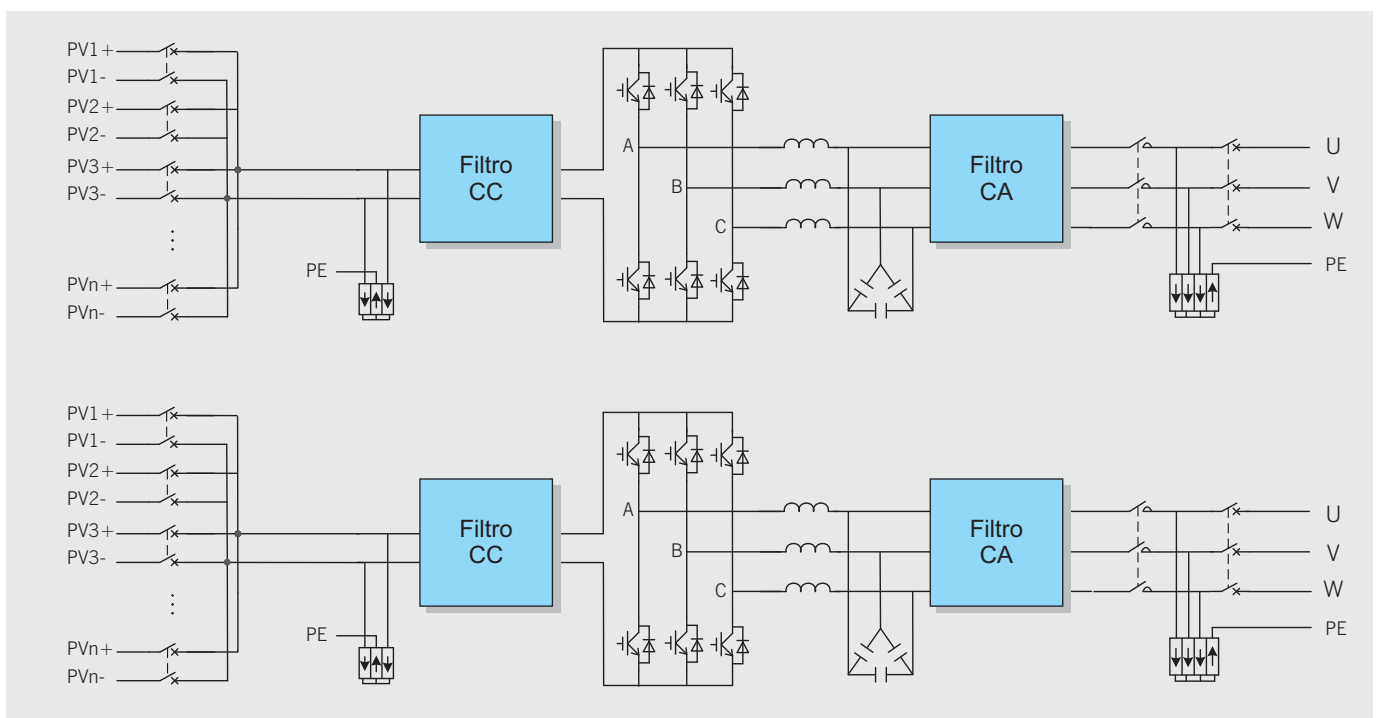 PV1+
PV1-
PV2+
PV2-
PV3+
PV3-
PVn+
PVn-
PE
Filtro
CC
A
B
C
Filtro
CA
U
V
W
PE
PV1+
PV1-
PV2+
PV2-
PV3+
PV3-
PVn+
PVn-
PE
Filtro
CC
A
B
C
Filtro
CA
U
V
W
PE